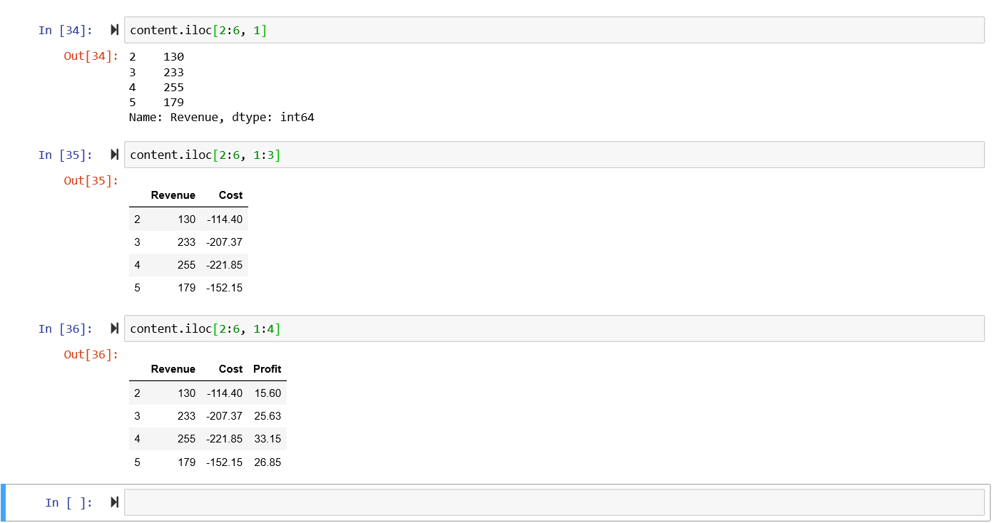 In [34]: content.iloc[2:6, 1]
Out[34]: 2 130
3 233
4 255
5 179
Name: Revenue, dtype: int64
In [35]: content.iloc[2:6, 1:3]
Out[35]:
Revenue Cost
2 130 -114.40
3 233 -207.37
4 255 -221.85
5 179 -152.15
In [36]: content.iloc[2:6, 1:4]
Out[36]:
Revenue Cost Profit
2 130 -114.40 15.60
3 233 -207.37 25.63
4 255 -221.85 33.15
5 179 -152.15 26.85
In [ ]: